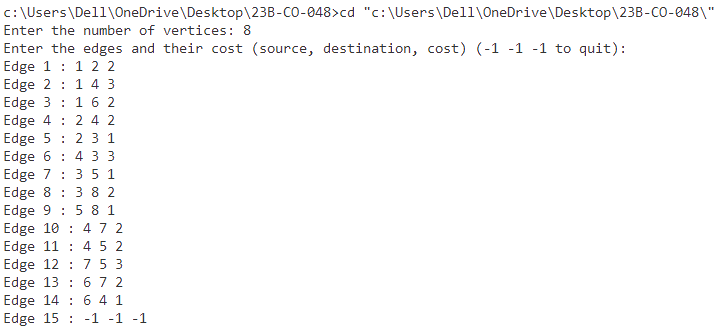 c:\Users\Dell\OneDrive\Desktop\23B-CO-048>cd "c:\Users\Dell\OneDrive\Desktop\23B-CO-048\"
Enter the number of vertices: 8
Enter the edges and their cost (source, destination, cost) (-1 -1 -1 to quit):
Edge 1 : 1 2 2
Edge 2 : 1 4 3
Edge 3 : 1 6 2
Edge 4 : 2 4 2
Edge 5 : 2 3 1
Edge 6 : 4 3 3
Edge 7 : 3 5 1
Edge 8 : 3 8 2
Edge 9 : 5 8 1
Edge 10 : 4 7 2
Edge 11 : 4 5 2
Edge 12 : 7 5 3
Edge 13 : 6 7 2
Edge 14 : 6 4 1
Edge 15 : -1 -1 -1